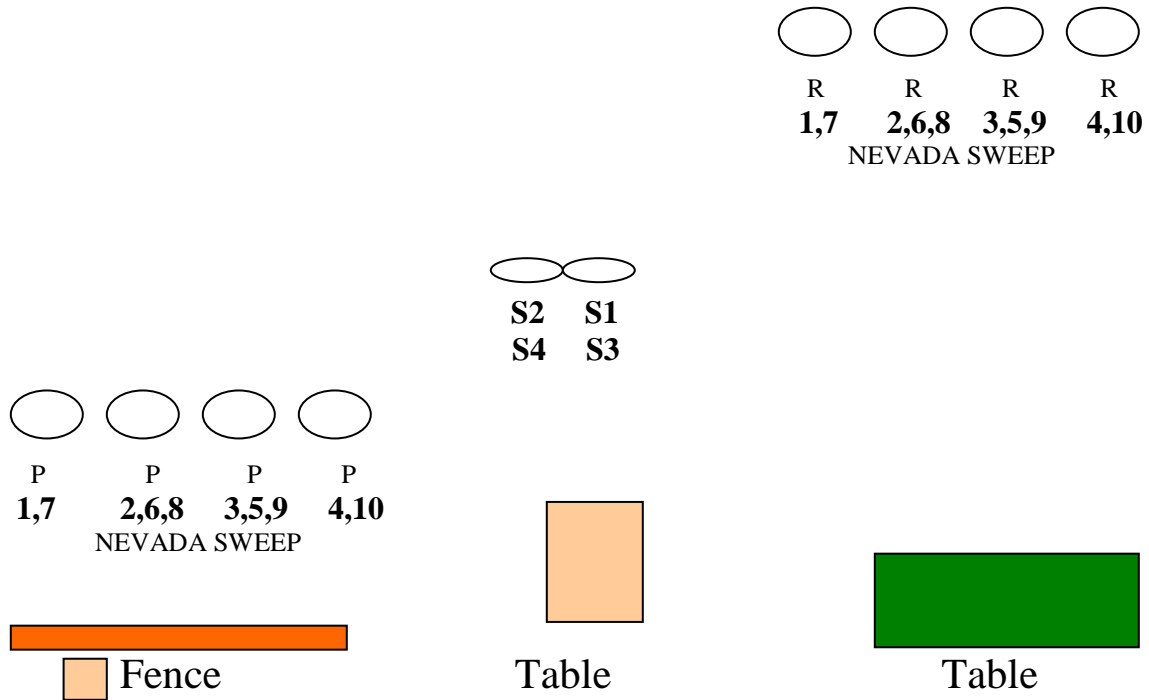 R R R R
1,7 2,6,8 3,5,9 4,10
NEVADA SWEEP
S2 S1
S4 S3
P P P P
1,7 2,6,8 3,5,9 4,10
NEVADA SWEEP
Fence Table Table